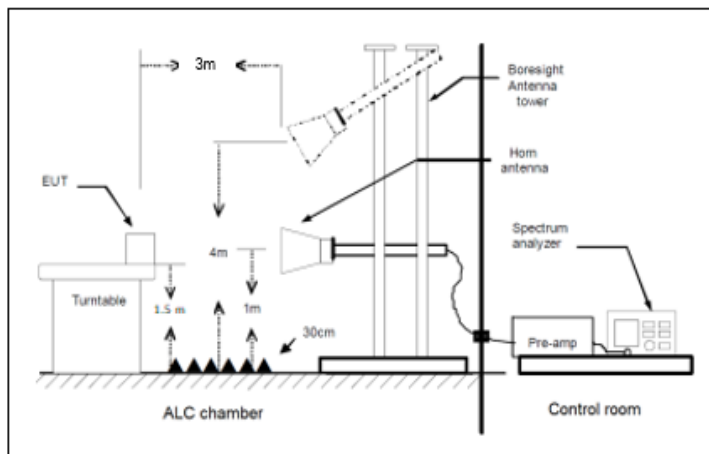 3m
Boresight
Antenna
tower
Horn
antenna
EUT
Spectrum
analyzer
4m
Turntable
1.5 m
1m
30cm
Pre-amp
ALC chamber
Control room